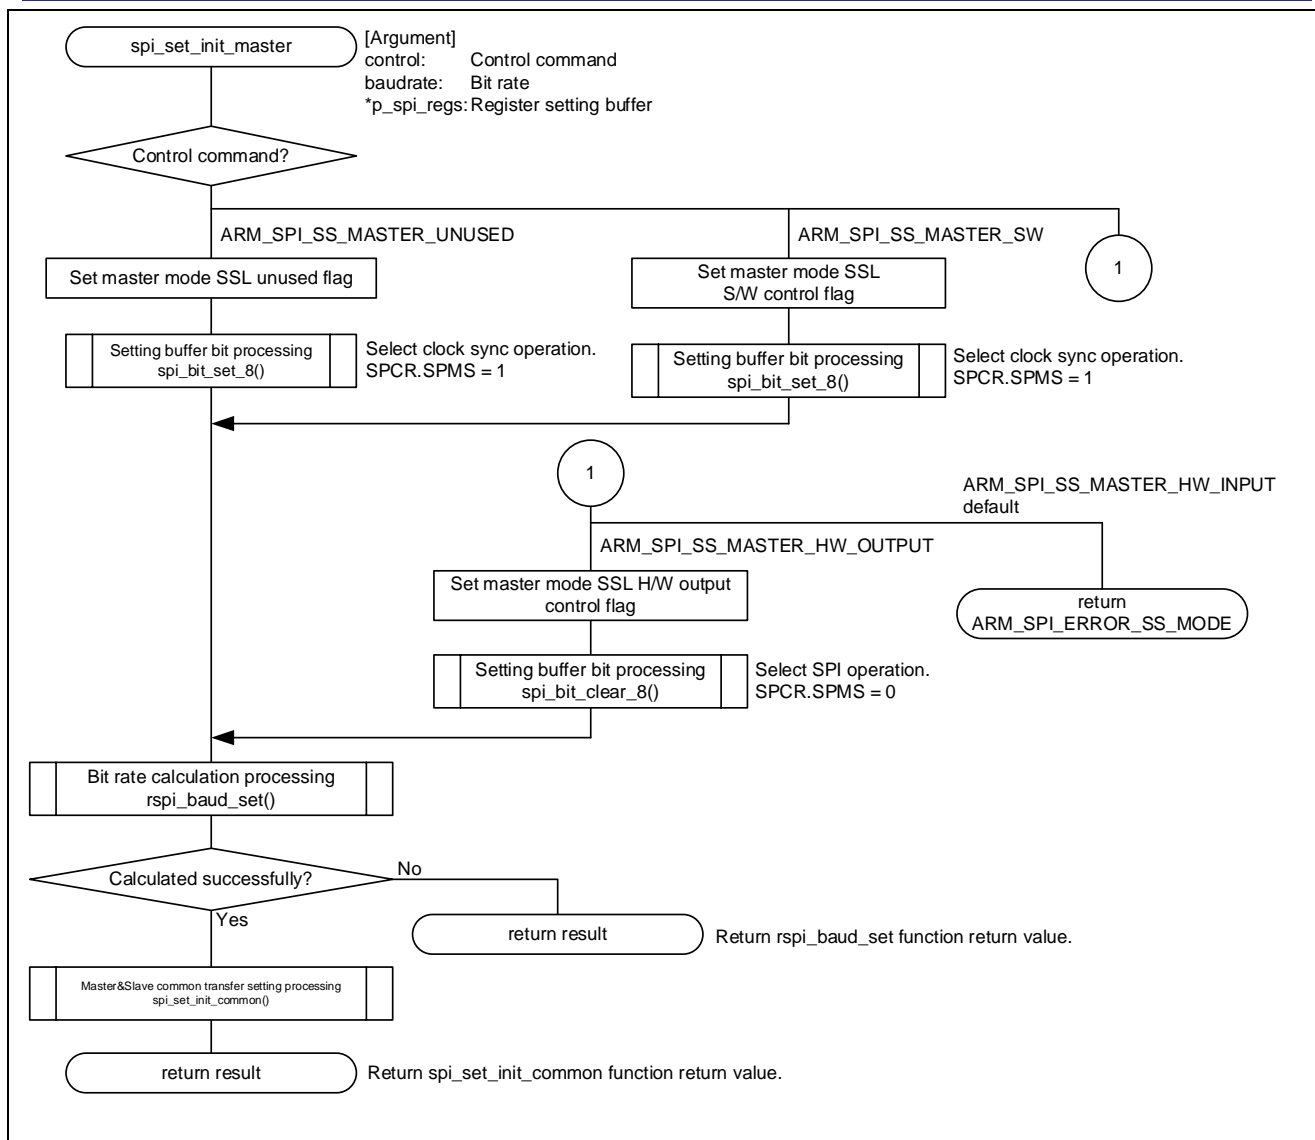 spi_set_init_master
[Argument]
control: Control command
baudrate: Bit rate
*p_spi_regs: Register setting buffer
Control command?
ARM_SPI_SS_MASTER_UNUSED
ARM_SPI_SS_MASTER_SW
1
Set master mode SSL unused flag
Set master mode SSL
S/W control flag
Setting buffer bit processing
spi_bit_set_8()
Select clock sync operation.
SPCR.SPMS = 1
Setting buffer bit processing
spi_bit_set_8()
Select clock sync operation.
SPCR.SPMS = 1
1
ARM_SPI_SS_MASTER_HW_INPUT
default
ARM_SPI_SS_MASTER_HW_OUTPUT
Set master mode SSL H/W output
control flag
return
ARM_SPI_ERROR_SS_MODE
Setting buffer bit processing
spi_bit_clear_8()
Select SPI operation.
SPCR.SPMS = 0
Bit rate calculation processing
rspi_baud_set()
Calculated successfully?
No
Yes
return result
Return rspi_baud_set function return value.
Master&Slave common transfer setting processing
spi_set_init_common()
return result
Return spi_set_init_common function return value.